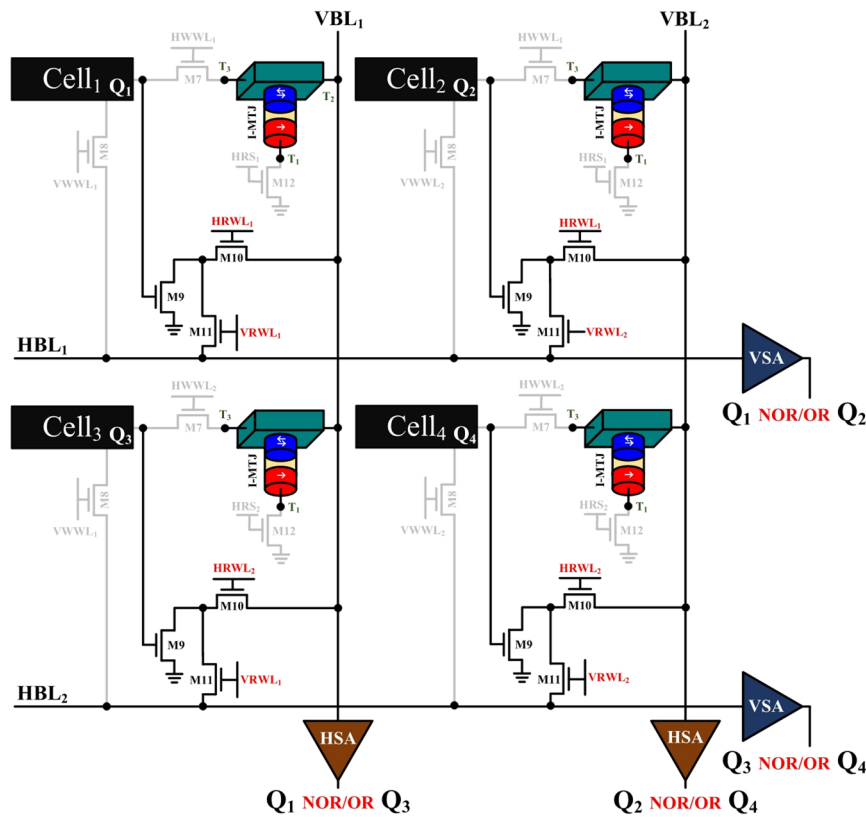 VBL₁ VBL₂
HWWL₁ HWWL₁
Cell₁ Q₁ M7 T₃ T₂ Cell₂ Q₂ M7 T₃
I-MTJ I-MTJ
M8 HRS₁ T₁ M8 HRS₁ T₁
VWWL₁ M12 VWWL₂ M12
HRWL₁ HRWL₁
M10 M10
M9 M9
M11 VRWL₁ M11 VRWL₂
HBL₁ VSA
Q₁ NOR/OR Q₂
HWWL₂ HWWL₂
Cell₃ Q₃ M7 T₃ Cell₄ Q₄ M7 T₃
I-MTJ I-MTJ
M8 HRS₂ T₁ M8 HRS₂ T₁
VWWL₁ M12 VWWL₂ M12
HRWL₂ HRWL₂
M10 M10
M9 M9
M11 VRWL₁ M11 VRWL₂
HBL₂ VSA
HSA HSA
Q₃ NOR/OR Q₄
Q₁ NOR/OR Q₃ Q₂ NOR/OR Q₄